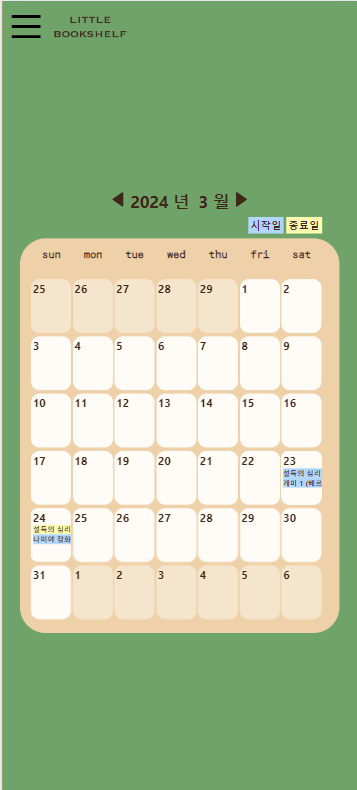 LITTLE
BOOKSHELF
2024 년 3 월
시작일 종료일
sun mon tue wed thu fri sat
25 26 27 28 29 1 2
3 4 5 6 7 8 9
10 11 12 13 14 15 16
17 18 19 20 21 22 23
설득의 심리
개미 1 (베르
24 25 26 27 28 29 30
설득의 심리
나미야 잡화
31 1 2 3 4 5 6